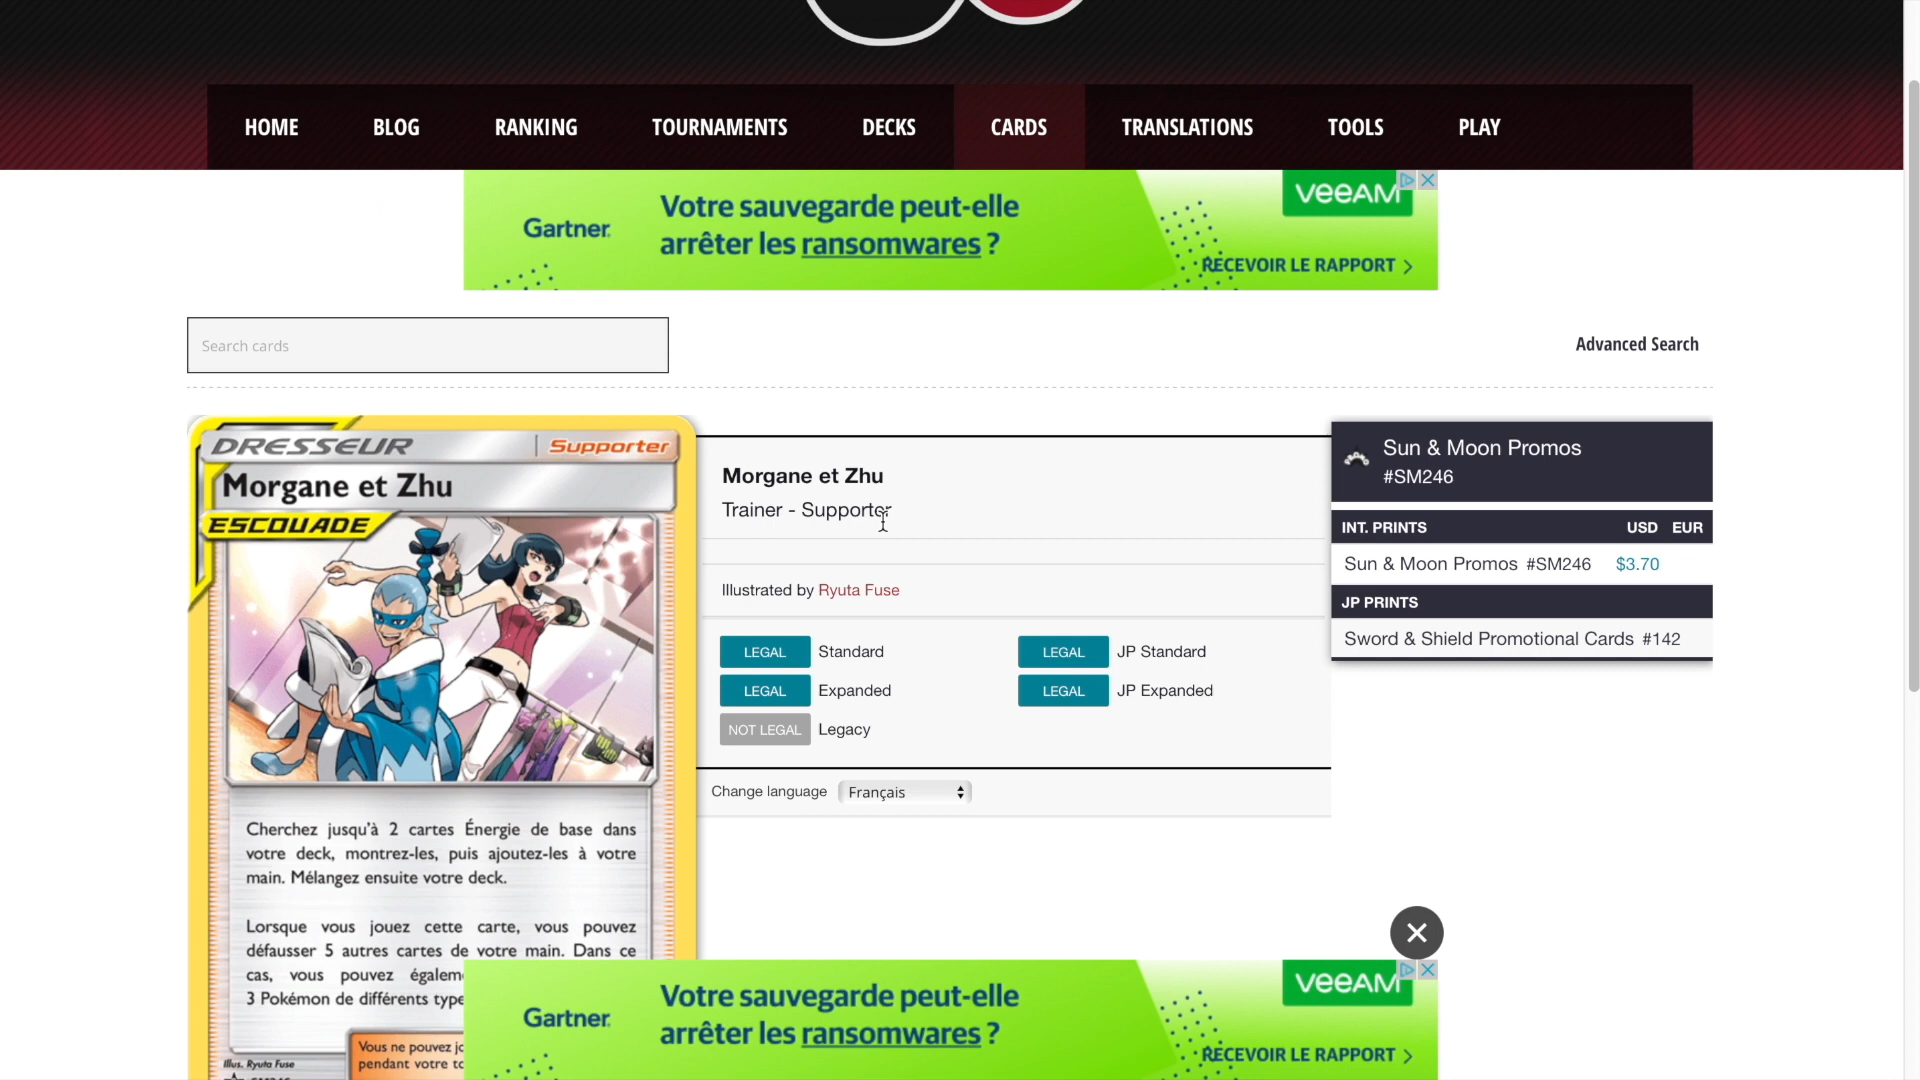 HOME BLOG RANKING TOURNAMENTS DECKS CARDS TRANSLATIONS TOOLS PLAY
Gartner
Votre sauvegarde peut-elle
arrêter les ransomwares ?
veeAM
RECEVOIR LE RAPPORT >
Search cards
Advanced Search
DRESSEUR Supporter
Morgane et Zhu
ESCOUADE
Cherchez jusqu'à 2 cartes Énergie de base dans
votre deck, montrez-les, puis ajoutez-les à votre
main. Mélangez ensuite votre deck.
Lorsque vous jouez cette carte, vous pouvez
défausser 5 autres cartes de votre main. Dans ce
cas, vous pouvez égalem
3 Pokémon de différents type
Vous ne pouvez jo
pendant votre to
Illus. Ryuta Fuse
Morgane et Zhu
Trainer - Supporter
Illustrated by Ryuta Fuse
LEGAL Standard LEGAL JP Standard
LEGAL Expanded LEGAL JP Expanded
NOT LEGAL Legacy
Change language Français
Sun & Moon Promos
#SM246
INT. PRINTS USD EUR
Sun & Moon Promos #SM246 $3.70
JP PRINTS
Sword & Shield Promotional Cards #142
Gartner
Votre sauvegarde peut-elle
arrêter les ransomwares ?
veeAM
RECEVOIR LE RAPPORT >